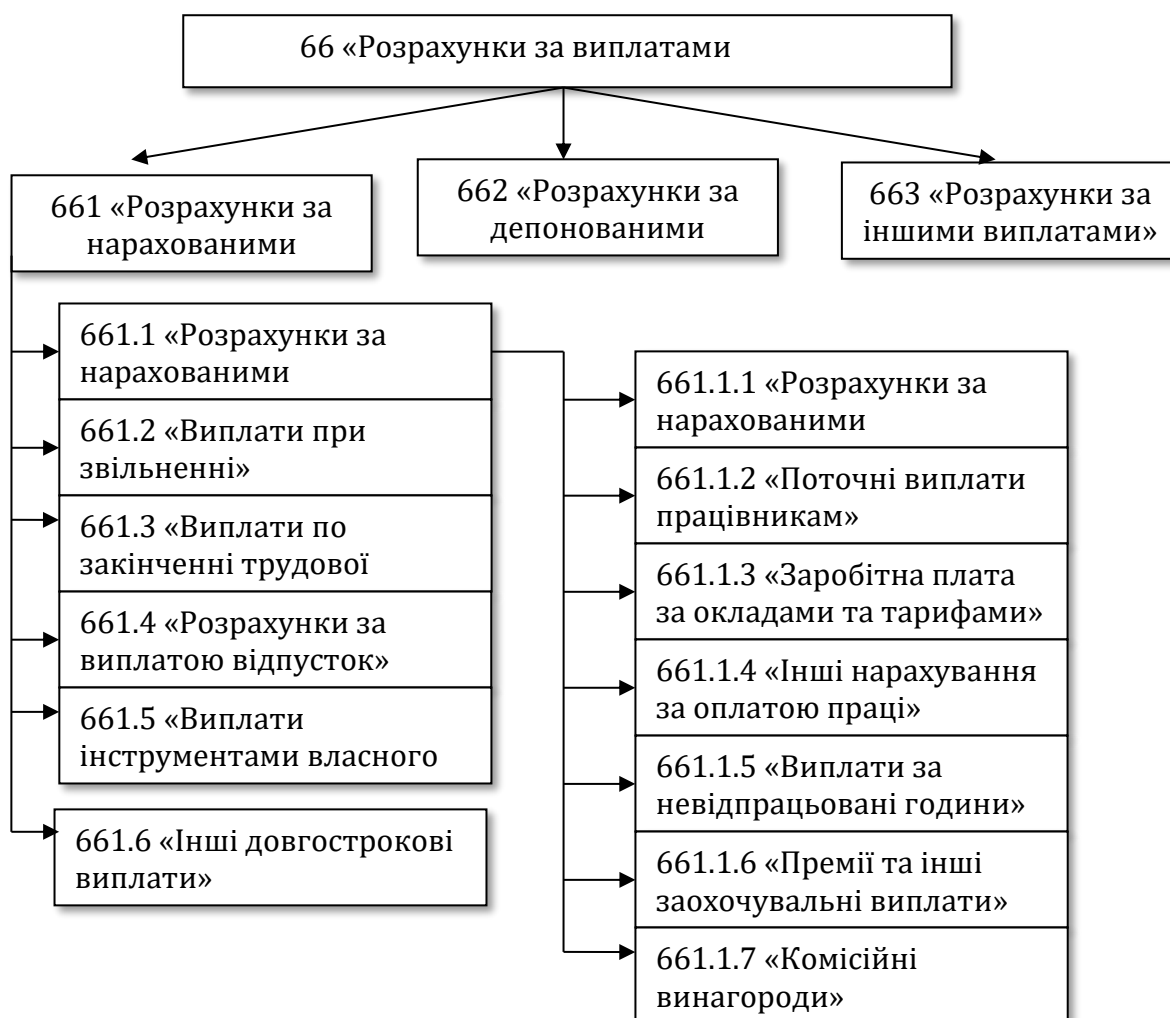 66 «Розрахунки за виплатами
661 «Розрахунки за
нарахованими
662 «Розрахунки за
депонованими
663 «Розрахунки за
іншими виплатами»
661.1 «Розрахунки за
нарахованими
661.2 «Виплати при
звільненні»
661.3 «Виплати по
закінченні трудової
661.4 «Розрахунки за
виплатою відпусток»
661.5 «Виплати
інструментами власного
661.6 «Інші довгострокові
виплати»
661.1.1 «Розрахунки за
нарахованими
661.1.2 «Поточні виплати
працівникам»
661.1.3 «Заробітна плата
за окладами та тарифами»
661.1.4 «Інші нарахування
за оплатою праці»
661.1.5 «Виплати за
невідпрацьовані години»
661.1.6 «Премії та інші
заохочувальні виплати»
661.1.7 «Комісійні
винагороди»